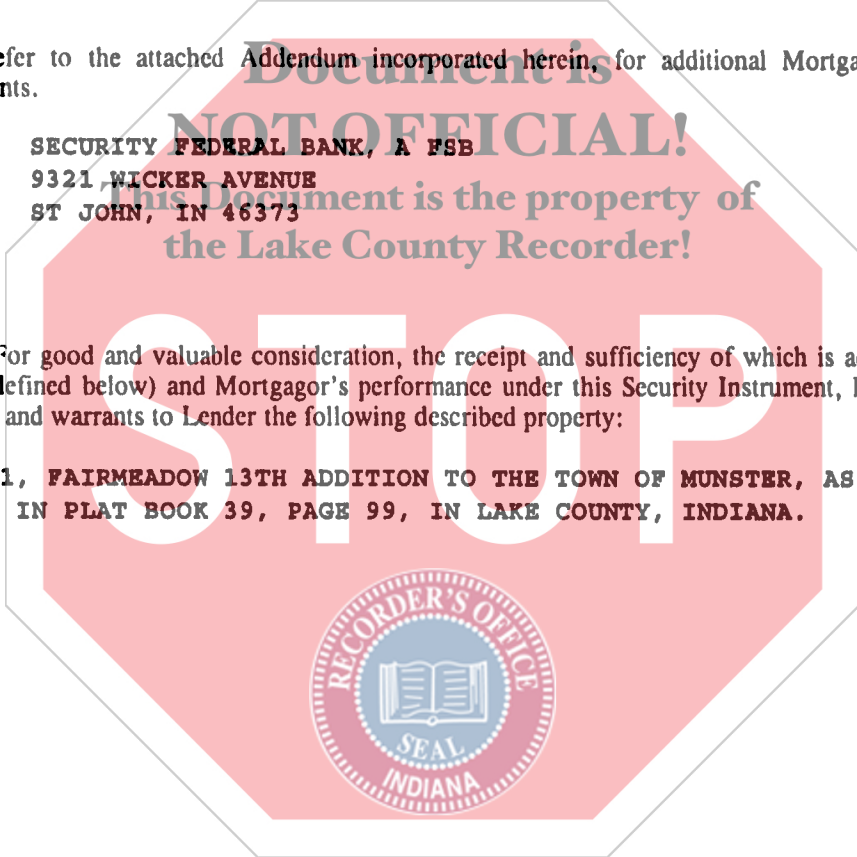 efer to the attached Addendum incorporated herein, for additional Mortga
nts.
Document is
NOT OFFICIAL!
This Document is the property of
the Lake County Recorder!
SECURITY FEDERAL BANK, A FSB
9321 WICKER AVENUE
ST JOHN, IN 46373
For good and valuable consideration, the receipt and sufficiency of which is a
efined below) and Mortgagor's performance under this Security Instrument,
and warrants to Lender the following described property:
1, FAIRMEADOW 13TH ADDITION TO THE TOWN OF MUNSTER, AS
IN PLAT BOOK 39, PAGE 99, IN LAKE COUNTY, INDIANA.
STOP
RECORDER'S OFFICE
SEAL
INDIANA